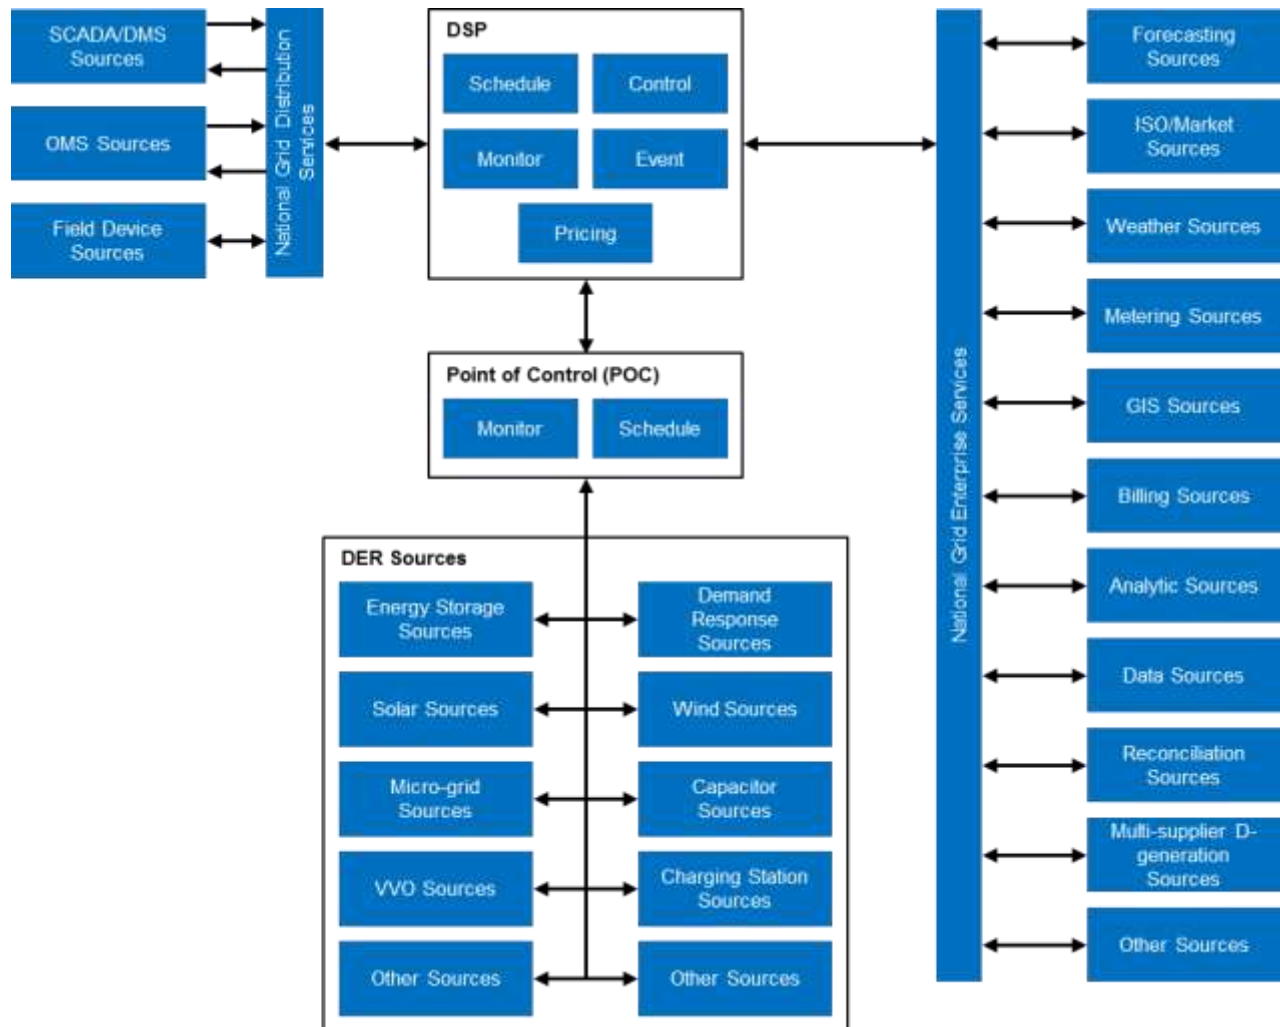 SCADA/DMS
Sources
OMS Sources
Field Device
Sources
National Grid Distribution
Services
DSP
Schedule
Control
Monitor
Event
Pricing
Point of Control (POC)
Monitor
Schedule
DER Sources
Energy Storage
Sources
Demand
Response
Sources
Solar Sources
Wind Sources
Micro-grid
Sources
Capacitor
Sources
VVO Sources
Charging Station
Sources
Other Sources
Other Sources
National Grid Enterprise Services
Forecasting
Sources
ISO/Market
Sources
Weather Sources
Metering Sources
GIS Sources
Billing Sources
Analytic Sources
Data Sources
Reconciliation
Sources
Multi-supplier D-
generation
Sources
Other Sources